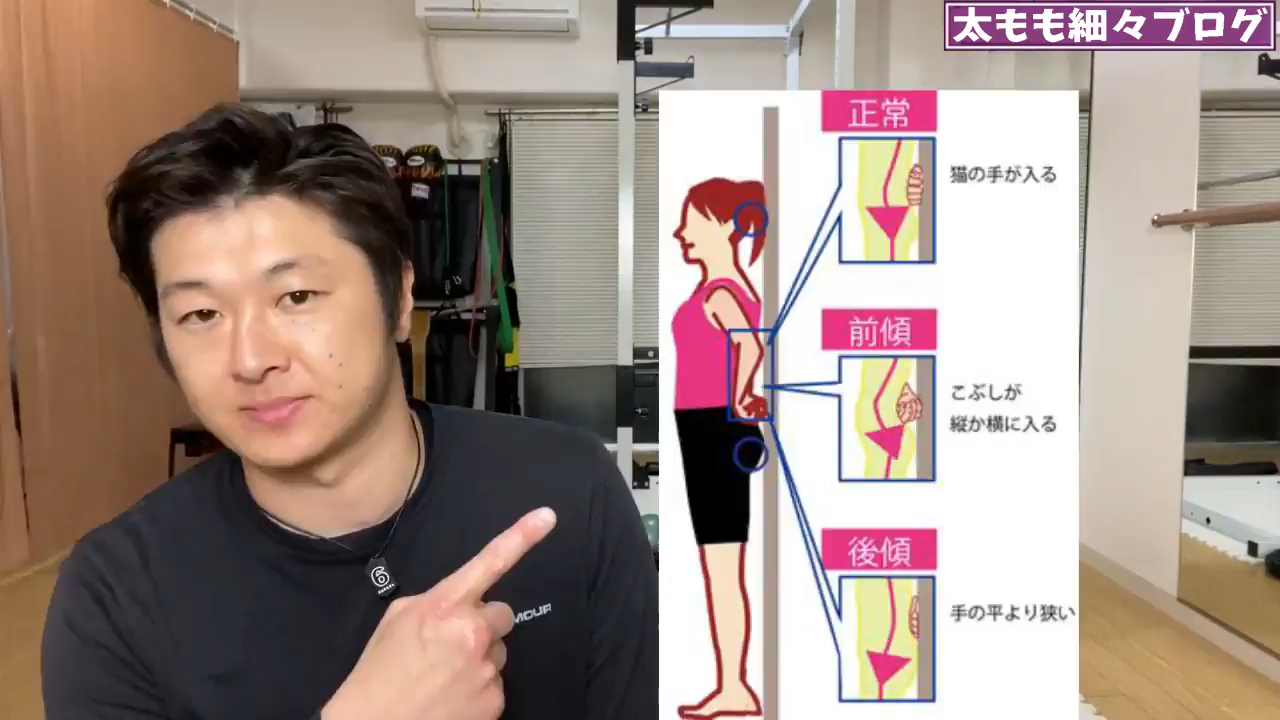 太もも細々ブログ
正常
猫の手が入る
前傾
こぶしが
縦か横に入る
後傾
手の平より狭い
6